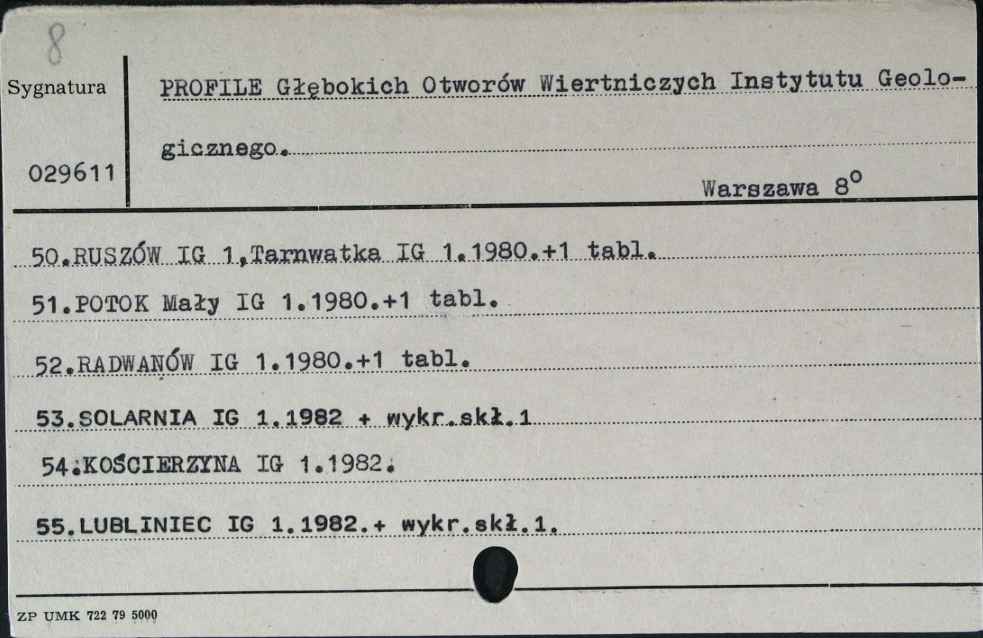 8
Sygnatura
PROFILE Głębokich Otworów Wiertniczych Instytutu Geolo-
gicznego.
029611
Warszawa 8°
50.RUSZÓW IG 1,Tarnwatka IG 1.1980.+1 tabl.
51.POTOK Mały IG 1.1980.+1 tabl.
52.RADWANÓW IG 1.1980.+1 tabl.
53.SOLARNIA IG 1.1982 + wykr.skł.1
54.KOŚCIERZYNA IG 1.1982.
55.LUBLINIEC IG 1.1982.+ wykr.skł.1.
ZP UMK 722 79 5000